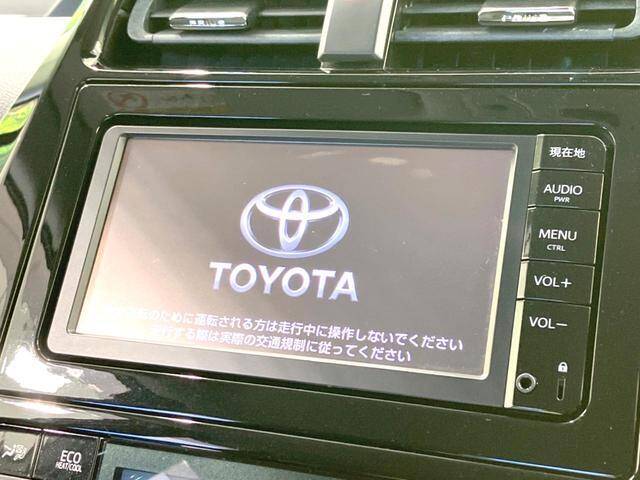 現在地
AUDIO
PWR
MENU
CTRL
VOL+
VOL−
TOYOTA
のために運転される方は走行中に操作しないでください
する際は実際の交通規制に従ってください
ECO
HEAT/COOL